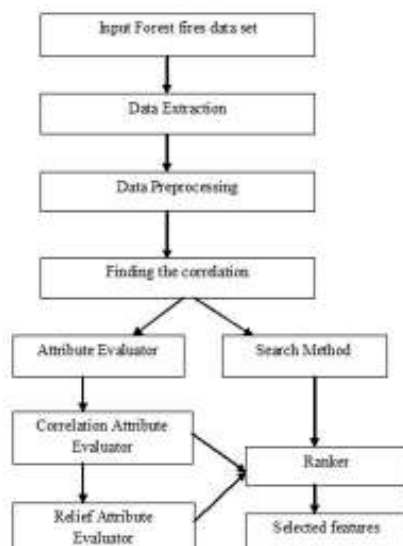 Input Forest fires data set
Data Extraction
Data Preprocessing
Finding the correlation
Attribute Evaluator
Search Method
Correlation Attribute
Evaluator
Ranker
Relief Attribute
Evaluator
Selected features